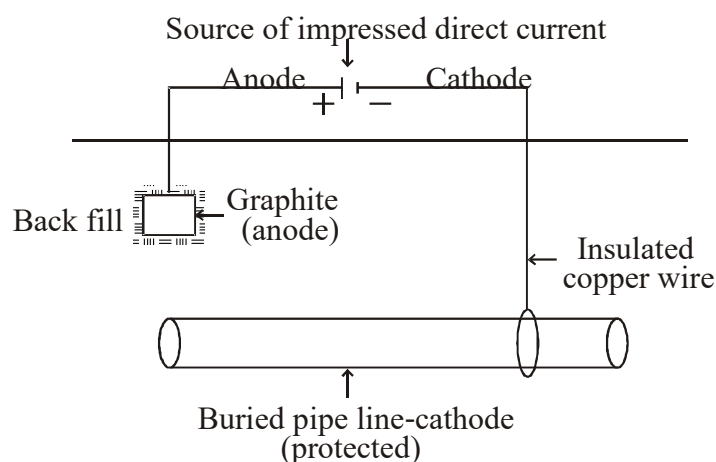 Source of impressed direct current
Anode
Cathode
+
−
Back fill
Graphite
(anode)
Insulated
copper wire
Buried pipe line-cathode
(protected)